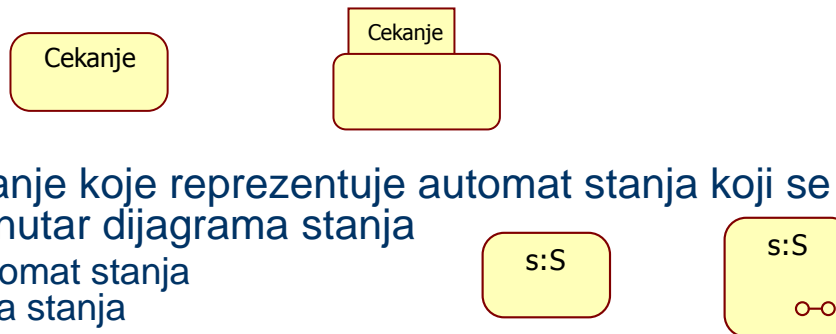 Cekanje
Cekanje
anje koje reprezentuje automat stanja koji se
nutar dijagrama stanja
omat stanja
a stanja
s:S
s:S